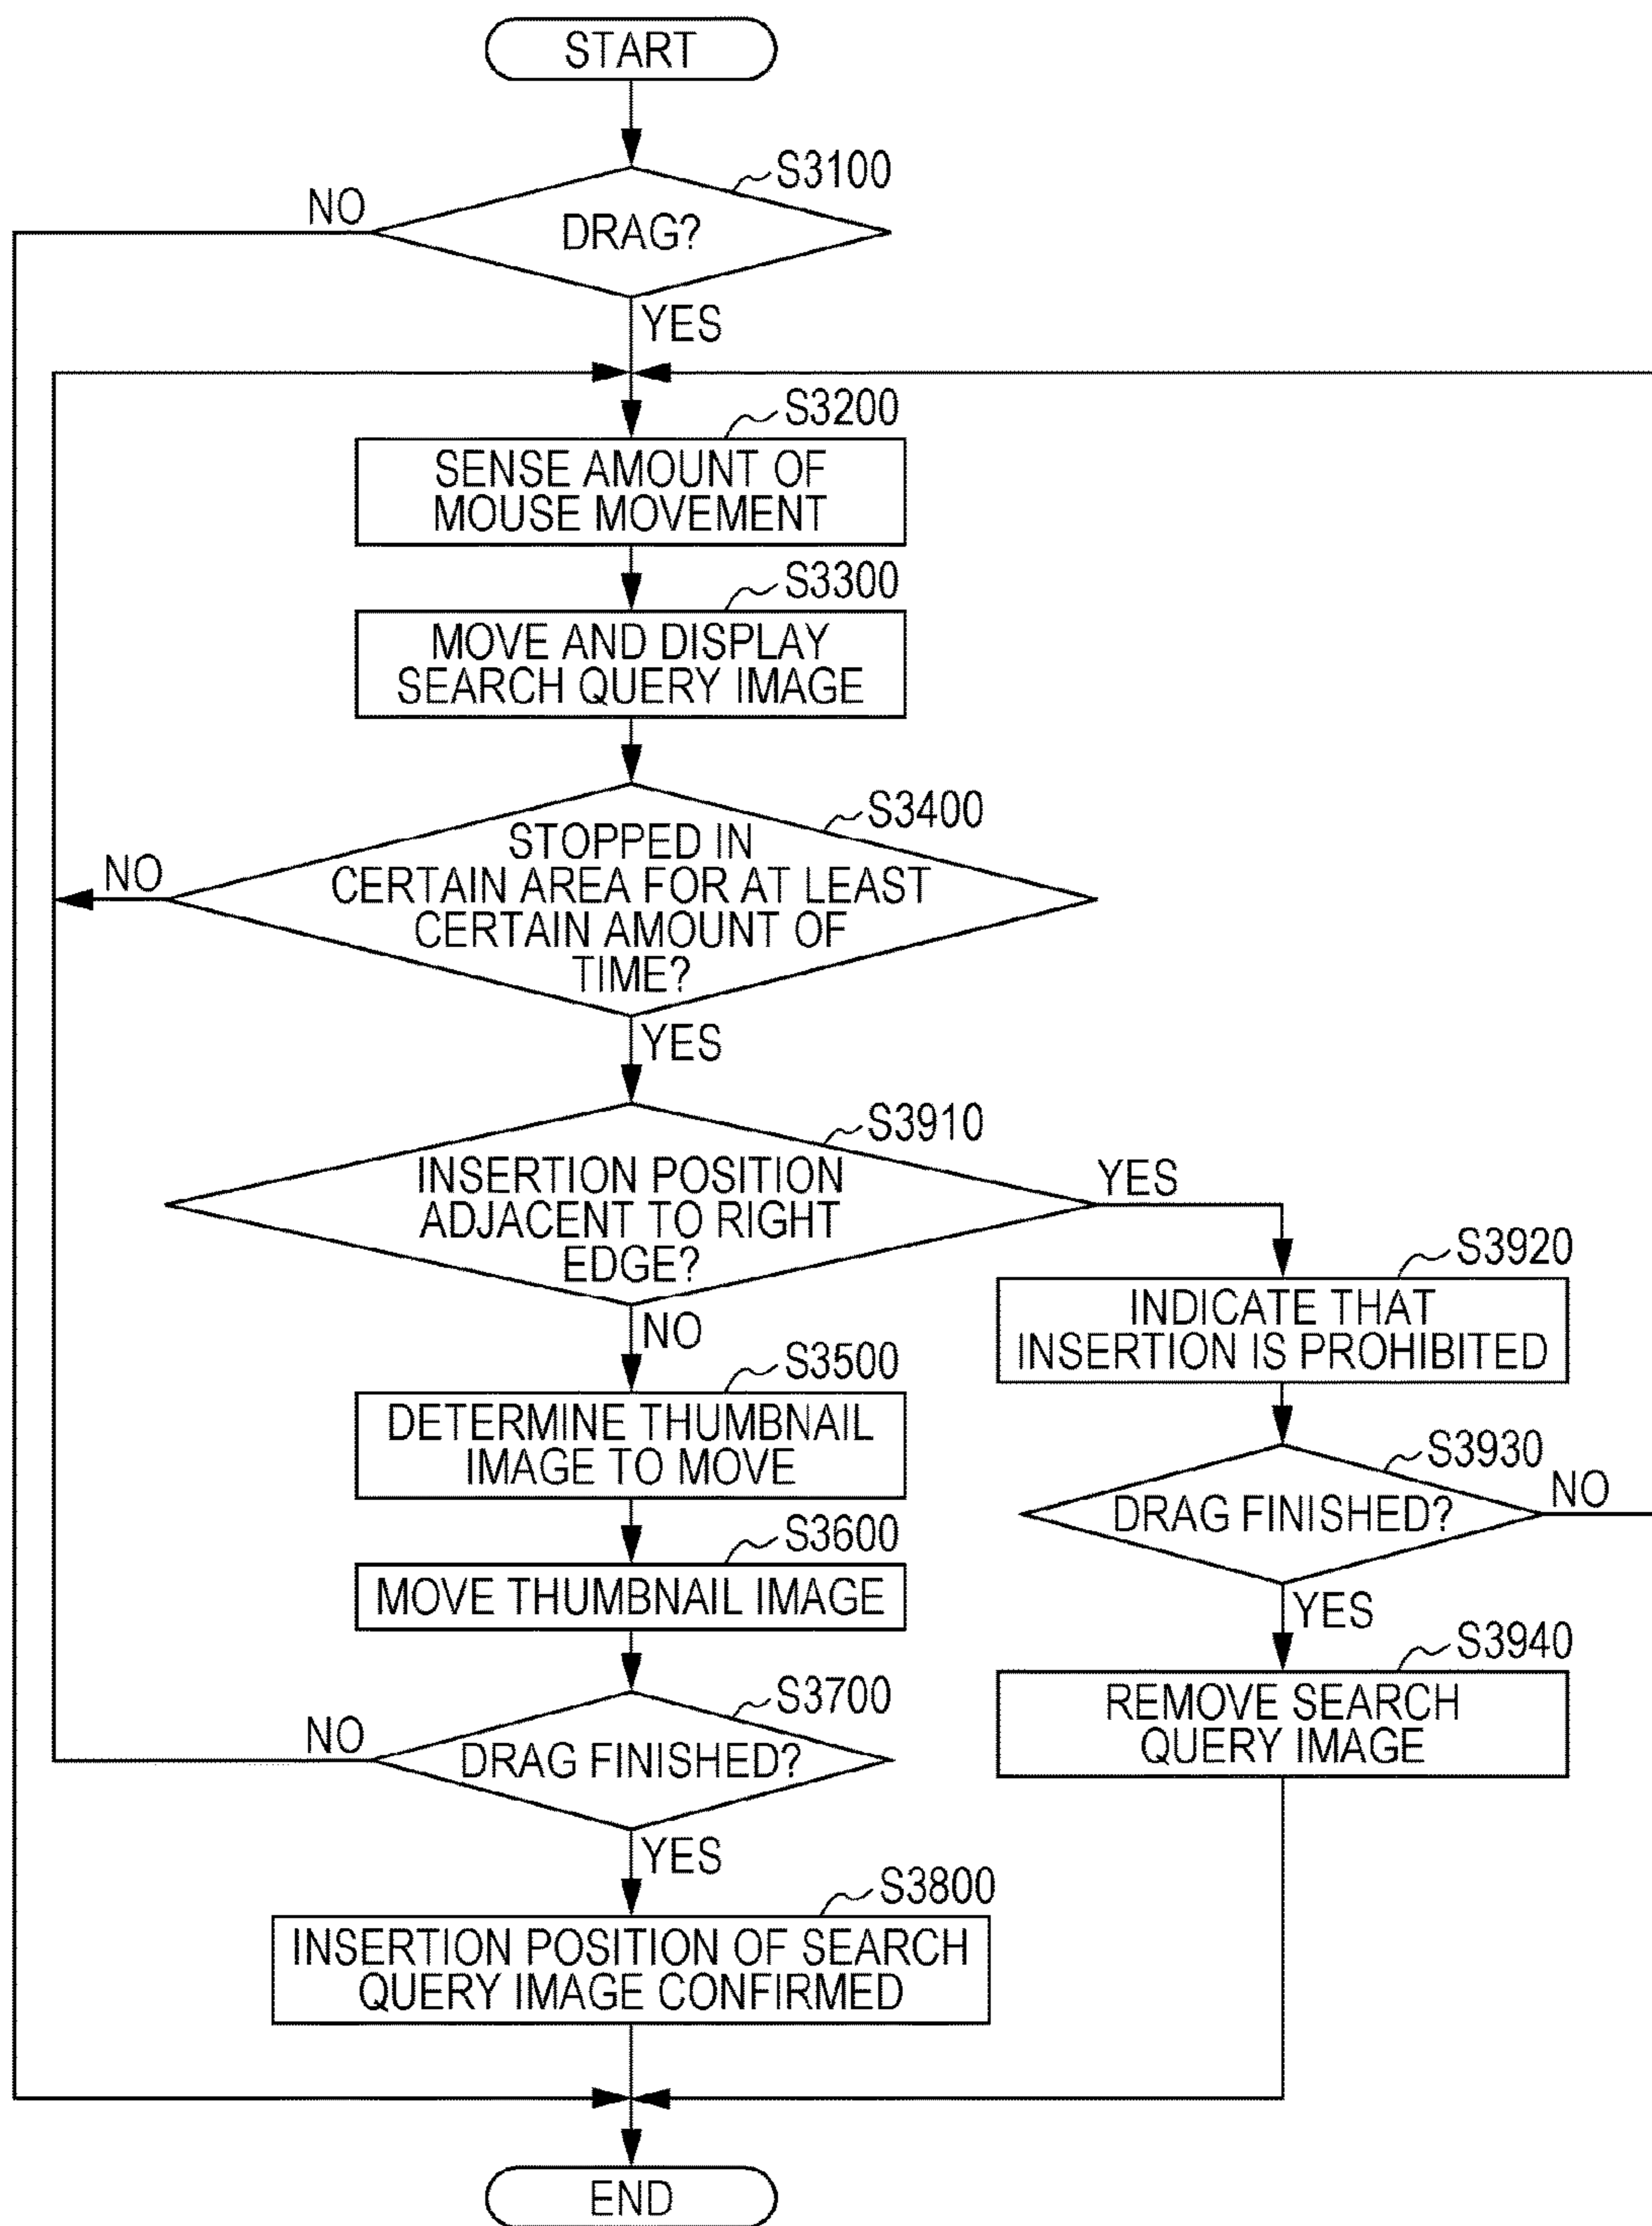 START
S3100
NO
DRAG?
YES
S3200
SENSE AMOUNT OF
MOUSE MOVEMENT
S3300
MOVE AND DISPLAY
SEARCH QUERY IMAGE
S3400
NO
STOPPED IN
CERTAIN AREA FOR AT LEAST
CERTAIN AMOUNT OF
TIME?
YES
S3910
INSERTION POSITION
ADJACENT TO RIGHT
EDGE?
YES
NO
S3920
INDICATE THAT
INSERTION IS PROHIBITED
S3500
DETERMINE THUMBNAIL
IMAGE TO MOVE
S3930
DRAG FINISHED?
NO
S3600
MOVE THUMBNAIL IMAGE
YES
S3940
REMOVE SEARCH
QUERY IMAGE
S3700
NO
DRAG FINISHED?
YES
S3800
INSERTION POSITION OF SEARCH
QUERY IMAGE CONFIRMED
END